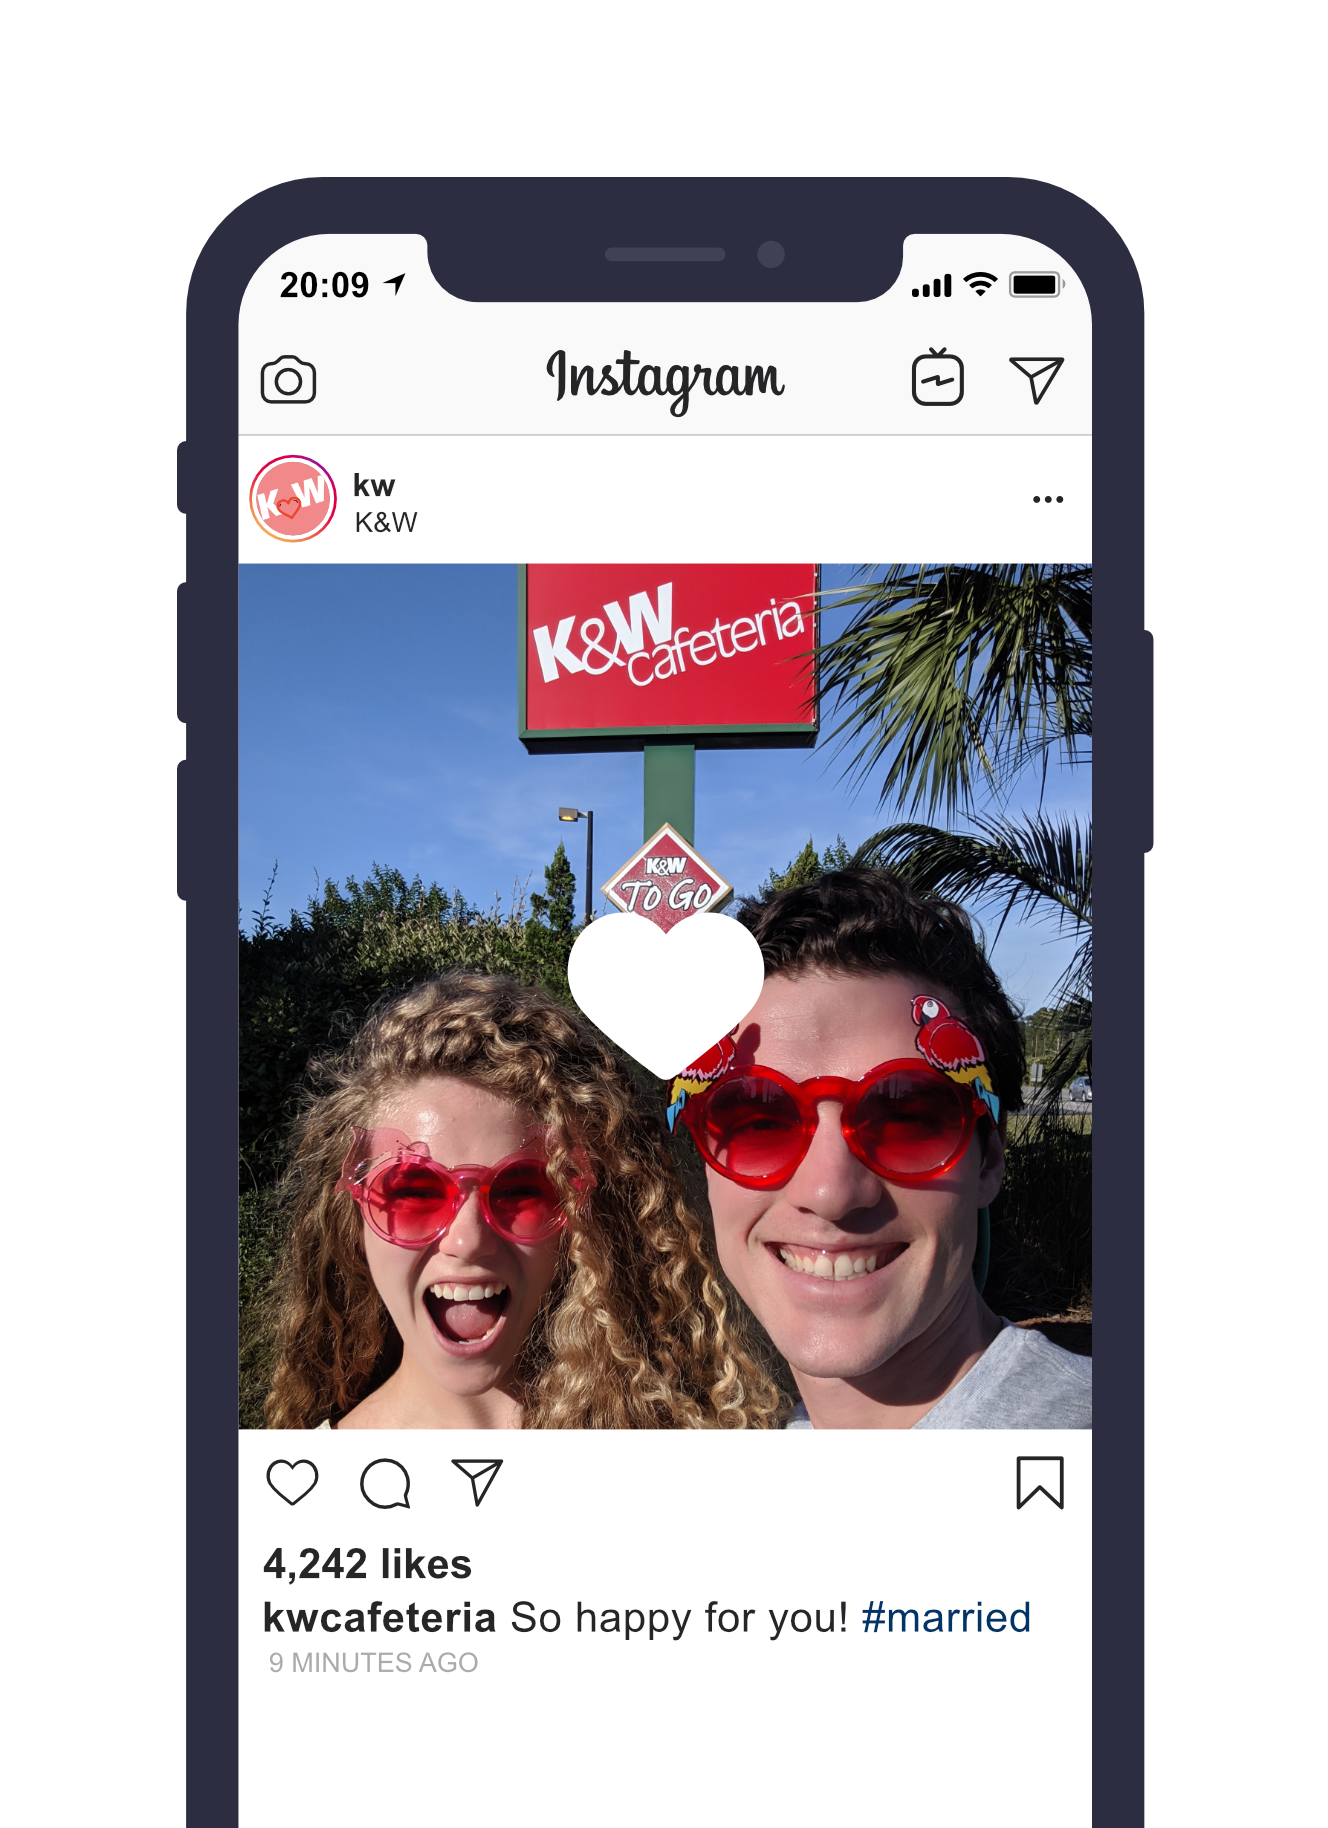 20:09
Instagram
K W
kw
K&W
K&W
cafeteria
K&W
TO GO
4,242 likes
kwcafeteria So happy for you! #married
9 MINUTES AGO